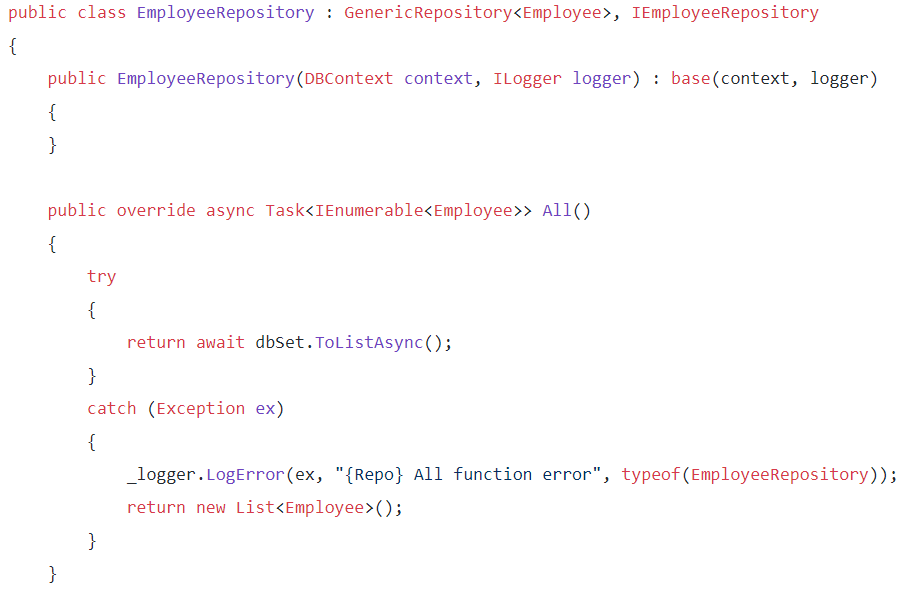 public class EmployeeRepository : GenericRepository<Employee>, IEmployeeRepository
{
    public EmployeeRepository(DBContext context, ILogger logger) : base(context, logger)
    {
    }

    public override async Task<IEnumerable<Employee>> All()
    {
        try
        {
            return await dbSet.ToListAsync();
        }
        catch (Exception ex)
        {
            _logger.LogError(ex, "{Repo} All function error", typeof(EmployeeRepository));
            return new List<Employee>();
        }
    }